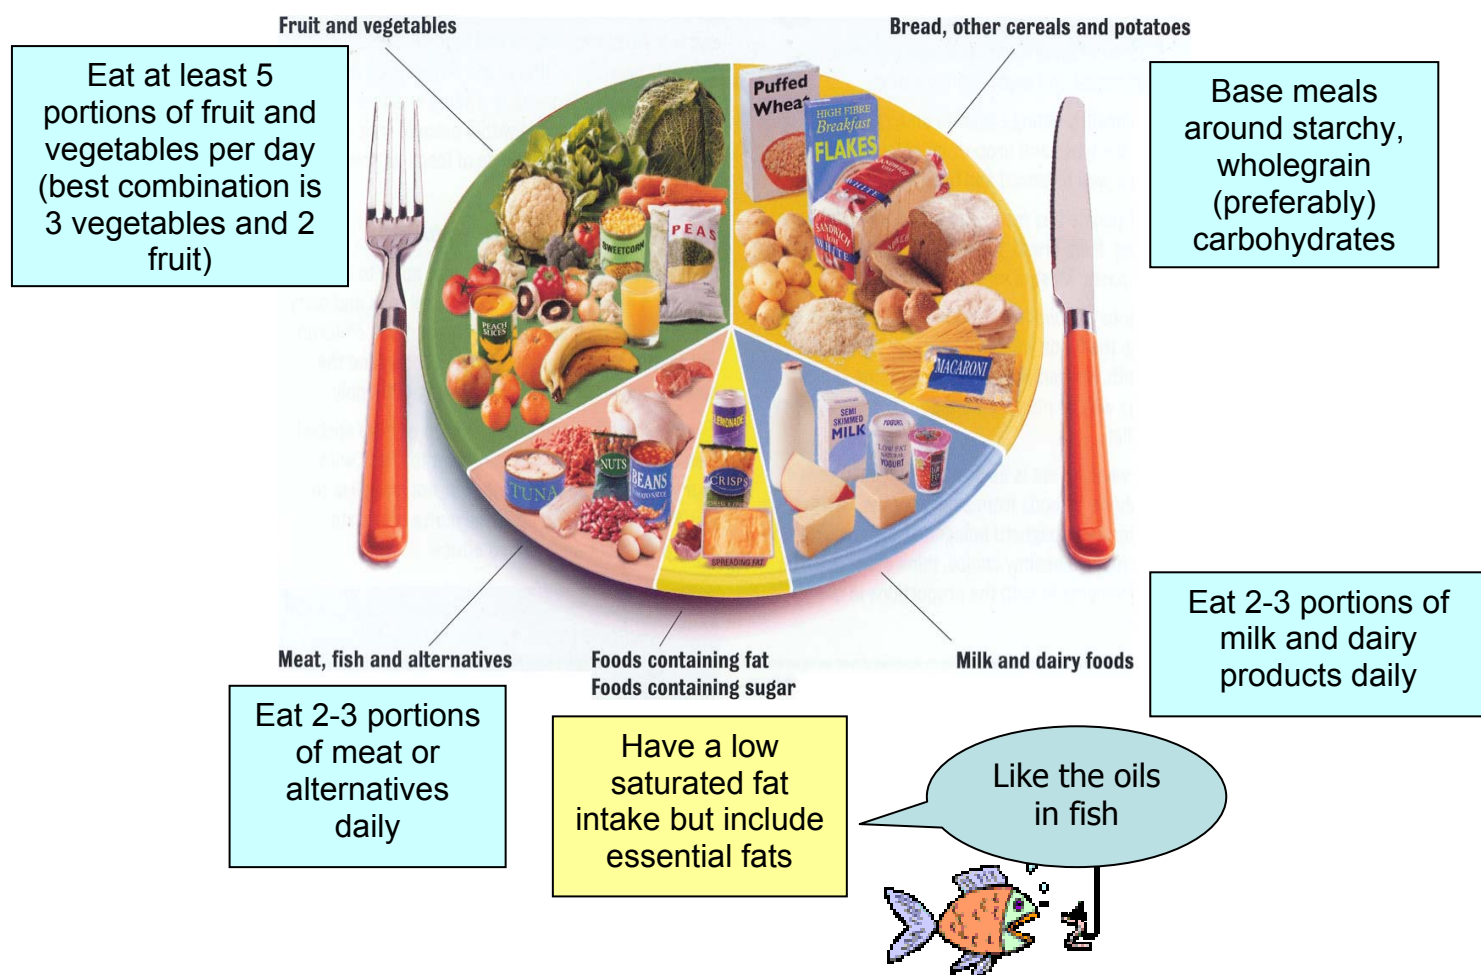 Fruit and vegetables
Bread, other cereals and potatoes
Eat at least 5
portions of fruit and
vegetables per day
(best combination is
3 vegetables and 2
fruit)
Base meals
around starchy,
wholegrain
(preferably)
carbohydrates
Puffed
Wheat
HIGH FIBRE
Breakfast
FLAKES
SANDWICH
WHITE
SANDWICH
WHITE
PEAS
SWEETCORN
PEACH
SLICES
MACARONI
LEMONADE
SEMI
SKIMMED
MILK
LOW FAT
NATURAL
YOGURT
NUTS
BEANS
TUNA
CRISPS
SPREADING FAT
Meat, fish and alternatives
Foods containing fat
Foods containing sugar
Milk and dairy foods
Eat 2-3 portions of
milk and dairy
products daily
Eat 2-3 portions
of meat or
alternatives
daily
Have a low
saturated fat
intake but include
essential fats
Like the oils
in fish